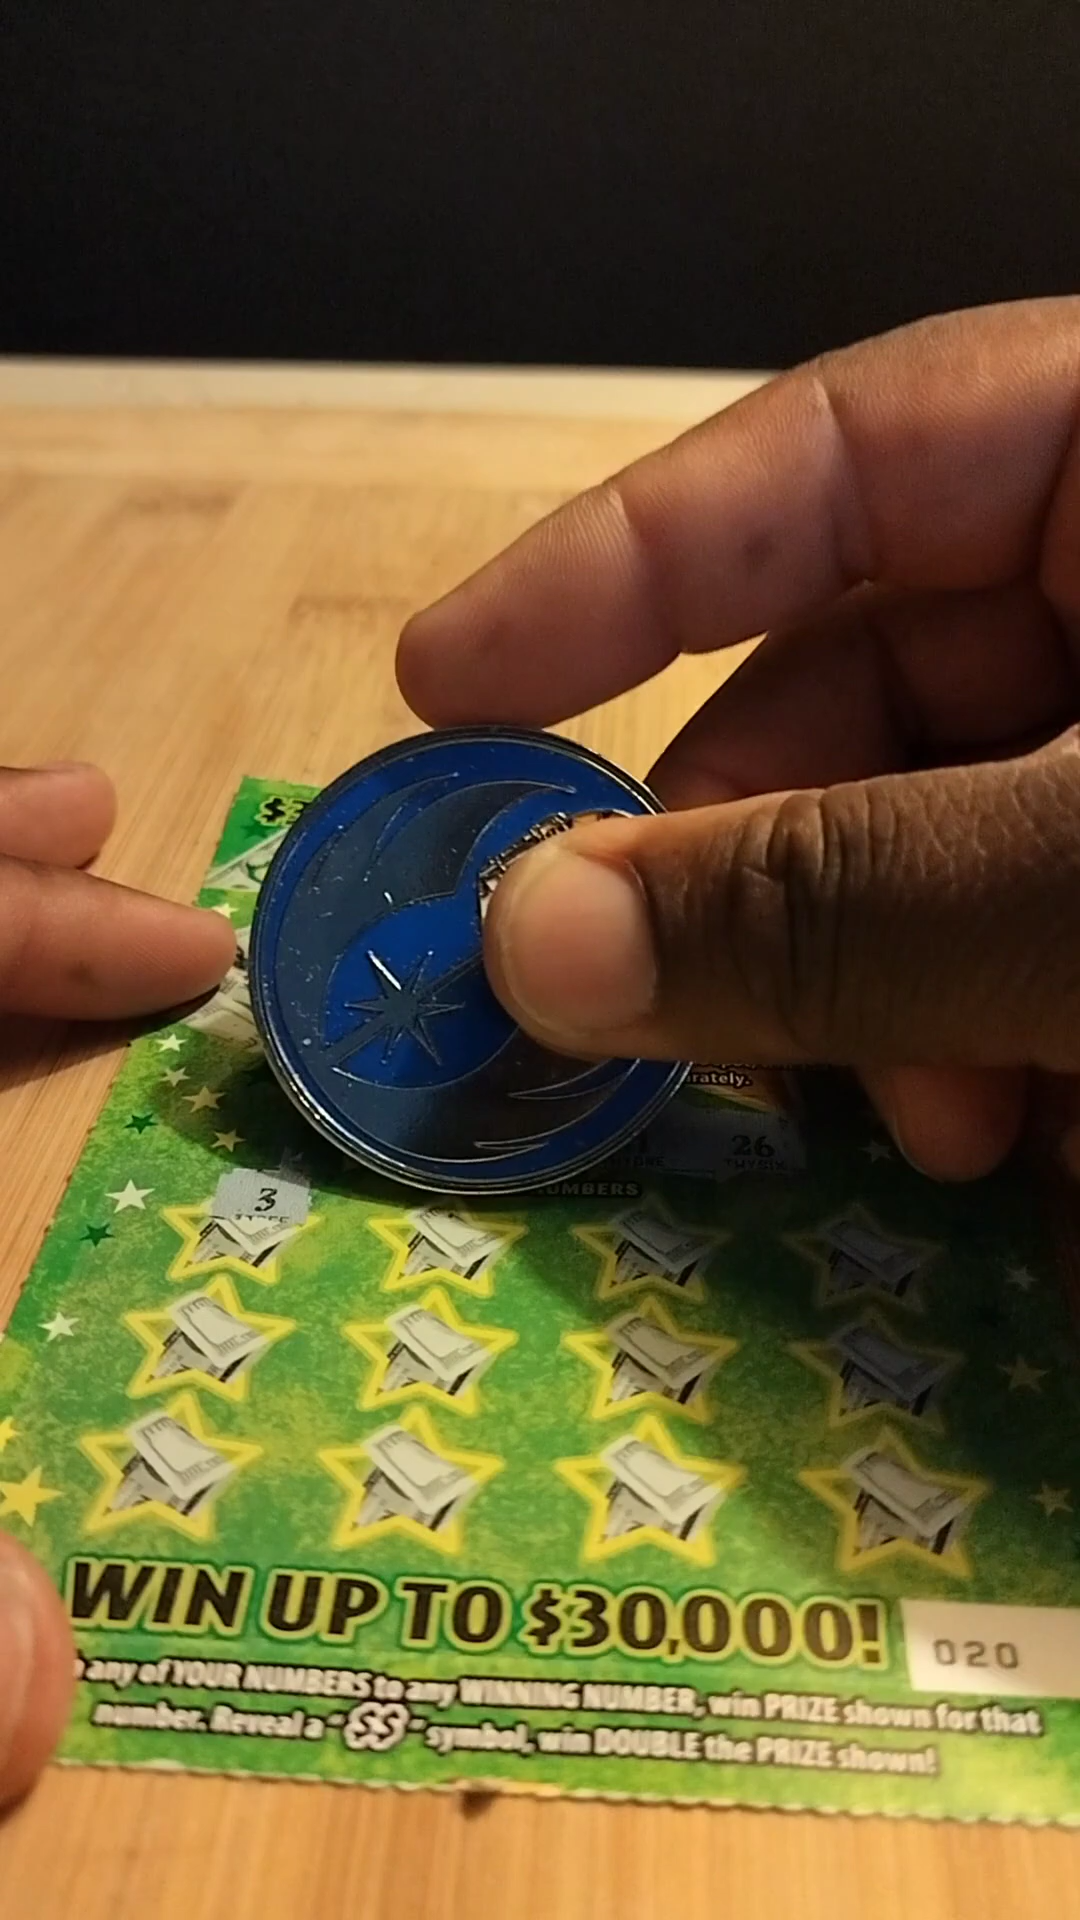 rately.
26
NUMBERS
3
WIN UP TO $30,000!
020
any of YOUR NUMBERS to any WINNING NUMBER, win PRIZE shown for that
number. Reveal a "$$" symbol, win DOUBLE the PRIZE shown!